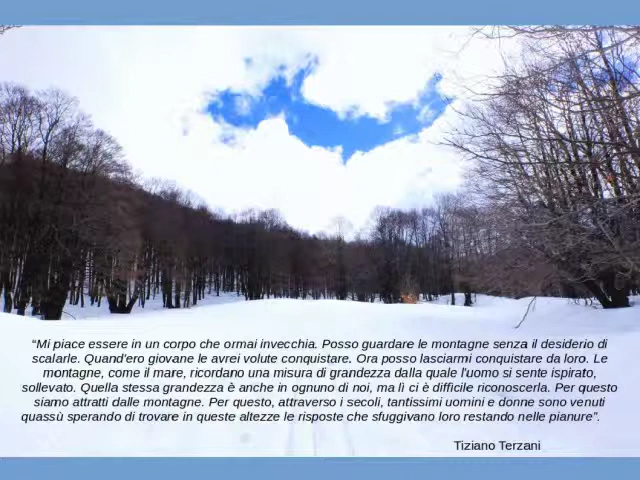 “Mi piace essere in un corpo che ormai invecchia. Posso guardare le montagne senza il desiderio di
scalarle. Quand'ero giovane le avrei volute conquistare. Ora posso lasciarmi conquistare da loro. Le
montagne, come il mare, ricordano una misura di grandezza dalla quale l'uomo si sente ispirato,
sollevato. Quella stessa grandezza è anche in ognuno di noi, ma lì ci è difficile riconoscerla. Per questo
siamo attratti dalle montagne. Per questo, attraverso i secoli, tantissimi uomini e donne sono venuti
quassù sperando di trovare in queste altezze le risposte che sfuggivano loro restando nelle pianure”.
Tiziano Terzani